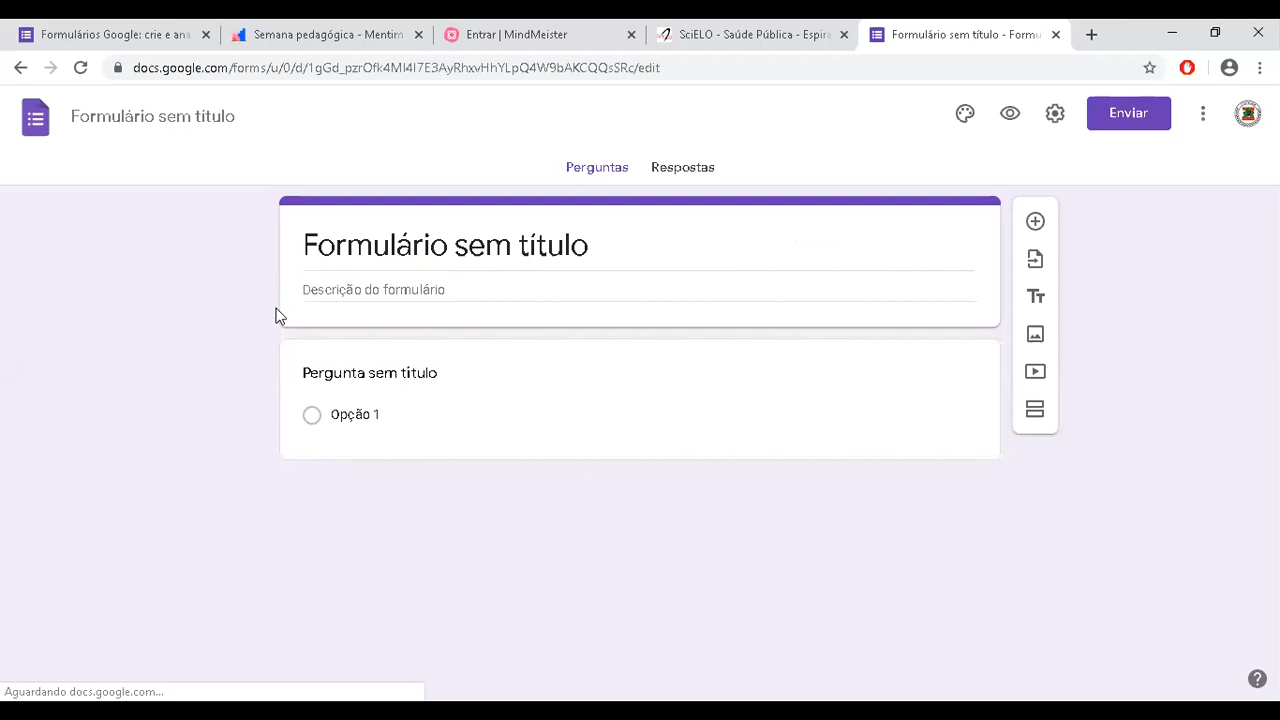 Formulários Google: crie e an
Semana pedagógica - Mentim
Entrar | MindMeister
SciELO - Saúde Pública - Espira
Formulário sem título - Formu
docs.google.com/forms/u/0/d/1gGd_pzrOfk4MI4I7E3AyRhxvHhYLpQ4W9bAKCQQsSRc/edit
Formulário sem título
Enviar
Perguntas
Respostas
Formulário sem título
Descrição do formulário
Pergunta sem título
Opção 1
Aguardando docs.google.com...